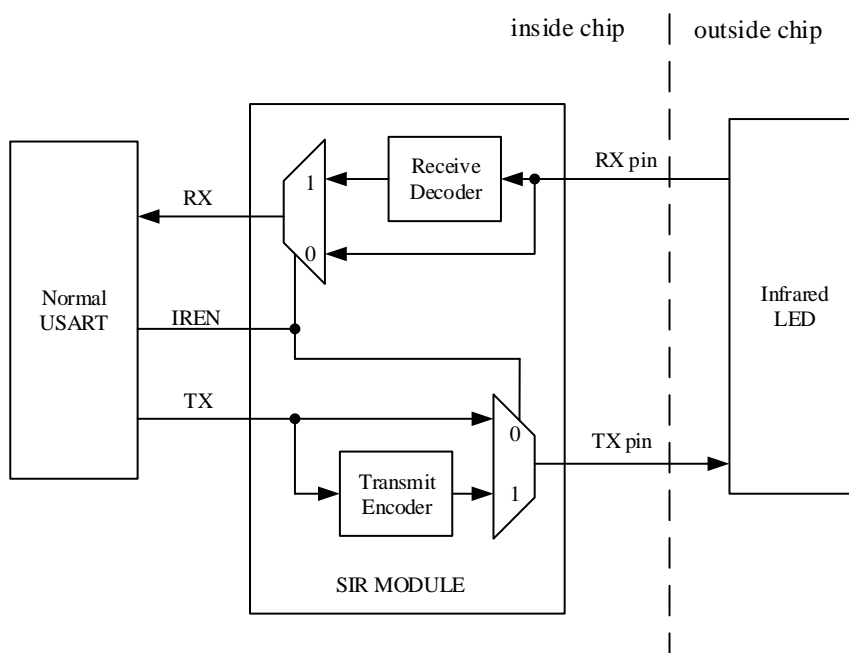 inside chip
outside chip
RX pin
Receive
Decoder
1
RX
0
Normal
USART
Infrared
LED
IREN
TX
0
TX pin
Transmit
Encoder
1
SIR MODULE